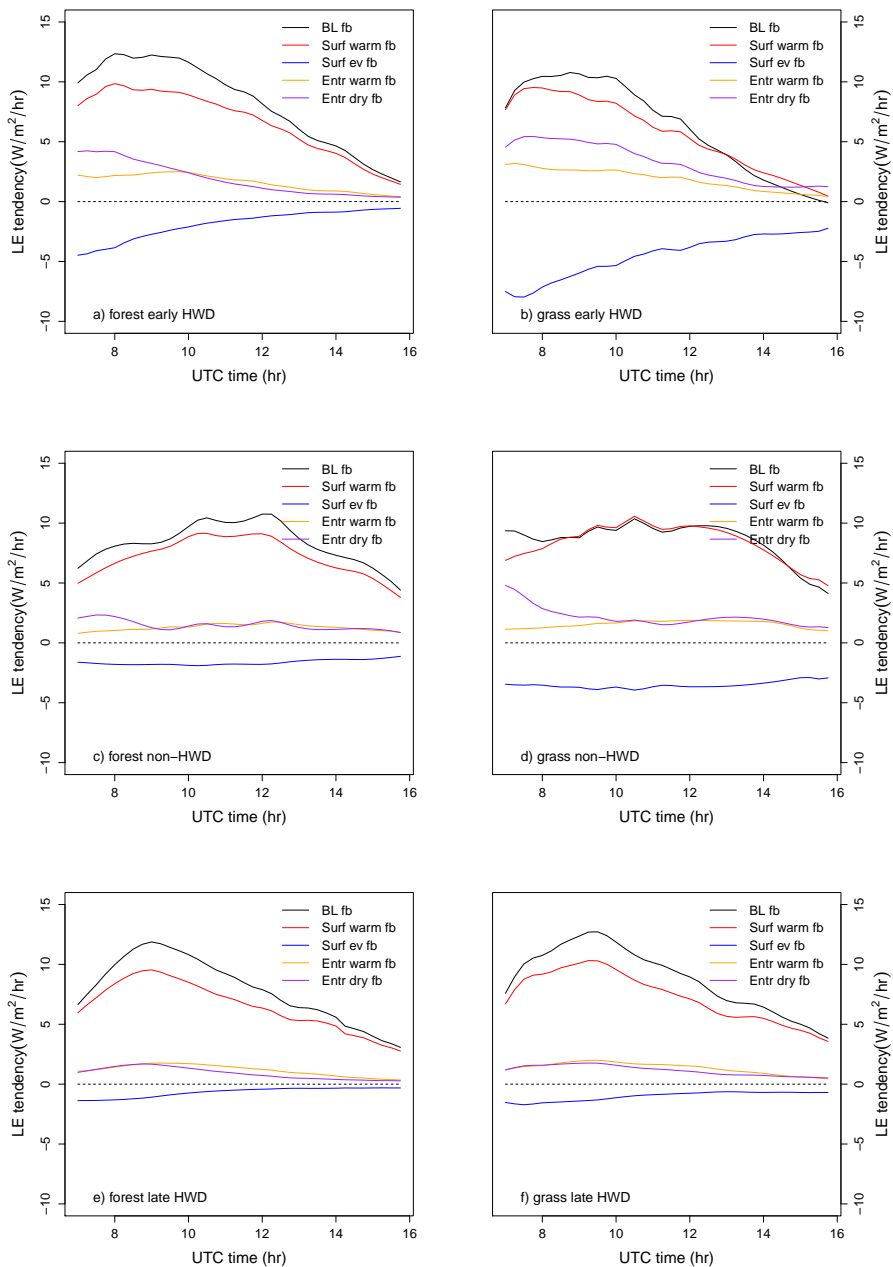 BL fb
Surf warm fb
Surf ev fb
Entr warm fb
Entr dry fb
15
10
5
0
−5
−10
LE tendency(W/m²/hr)
a) forest early HWD
8 10 12 14 16
UTC time (hr)
BL fb
Surf warm fb
Surf ev fb
Entr warm fb
Entr dry fb
15
10
5
0
−5
−10
LE tendency(W/m²/hr)
b) grass early HWD
8 10 12 14 16
UTC time (hr)
BL fb
Surf warm fb
Surf ev fb
Entr warm fb
Entr dry fb
15
10
5
0
−5
−10
LE tendency(W/m²/hr)
c) forest non−HWD
8 10 12 14 16
UTC time (hr)
BL fb
Surf warm fb
Surf ev fb
Entr warm fb
Entr dry fb
15
10
5
0
−5
−10
LE tendency(W/m²/hr)
d) grass non−HWD
8 10 12 14 16
UTC time (hr)
BL fb
Surf warm fb
Surf ev fb
Entr warm fb
Entr dry fb
15
10
5
0
−5
−10
LE tendency(W/m²/hr)
e) forest late HWD
8 10 12 14 16
UTC time (hr)
BL fb
Surf warm fb
Surf ev fb
Entr warm fb
Entr dry fb
15
10
5
0
−5
−10
LE tendency(W/m²/hr)
f) grass late HWD
8 10 12 14 16
UTC time (hr)